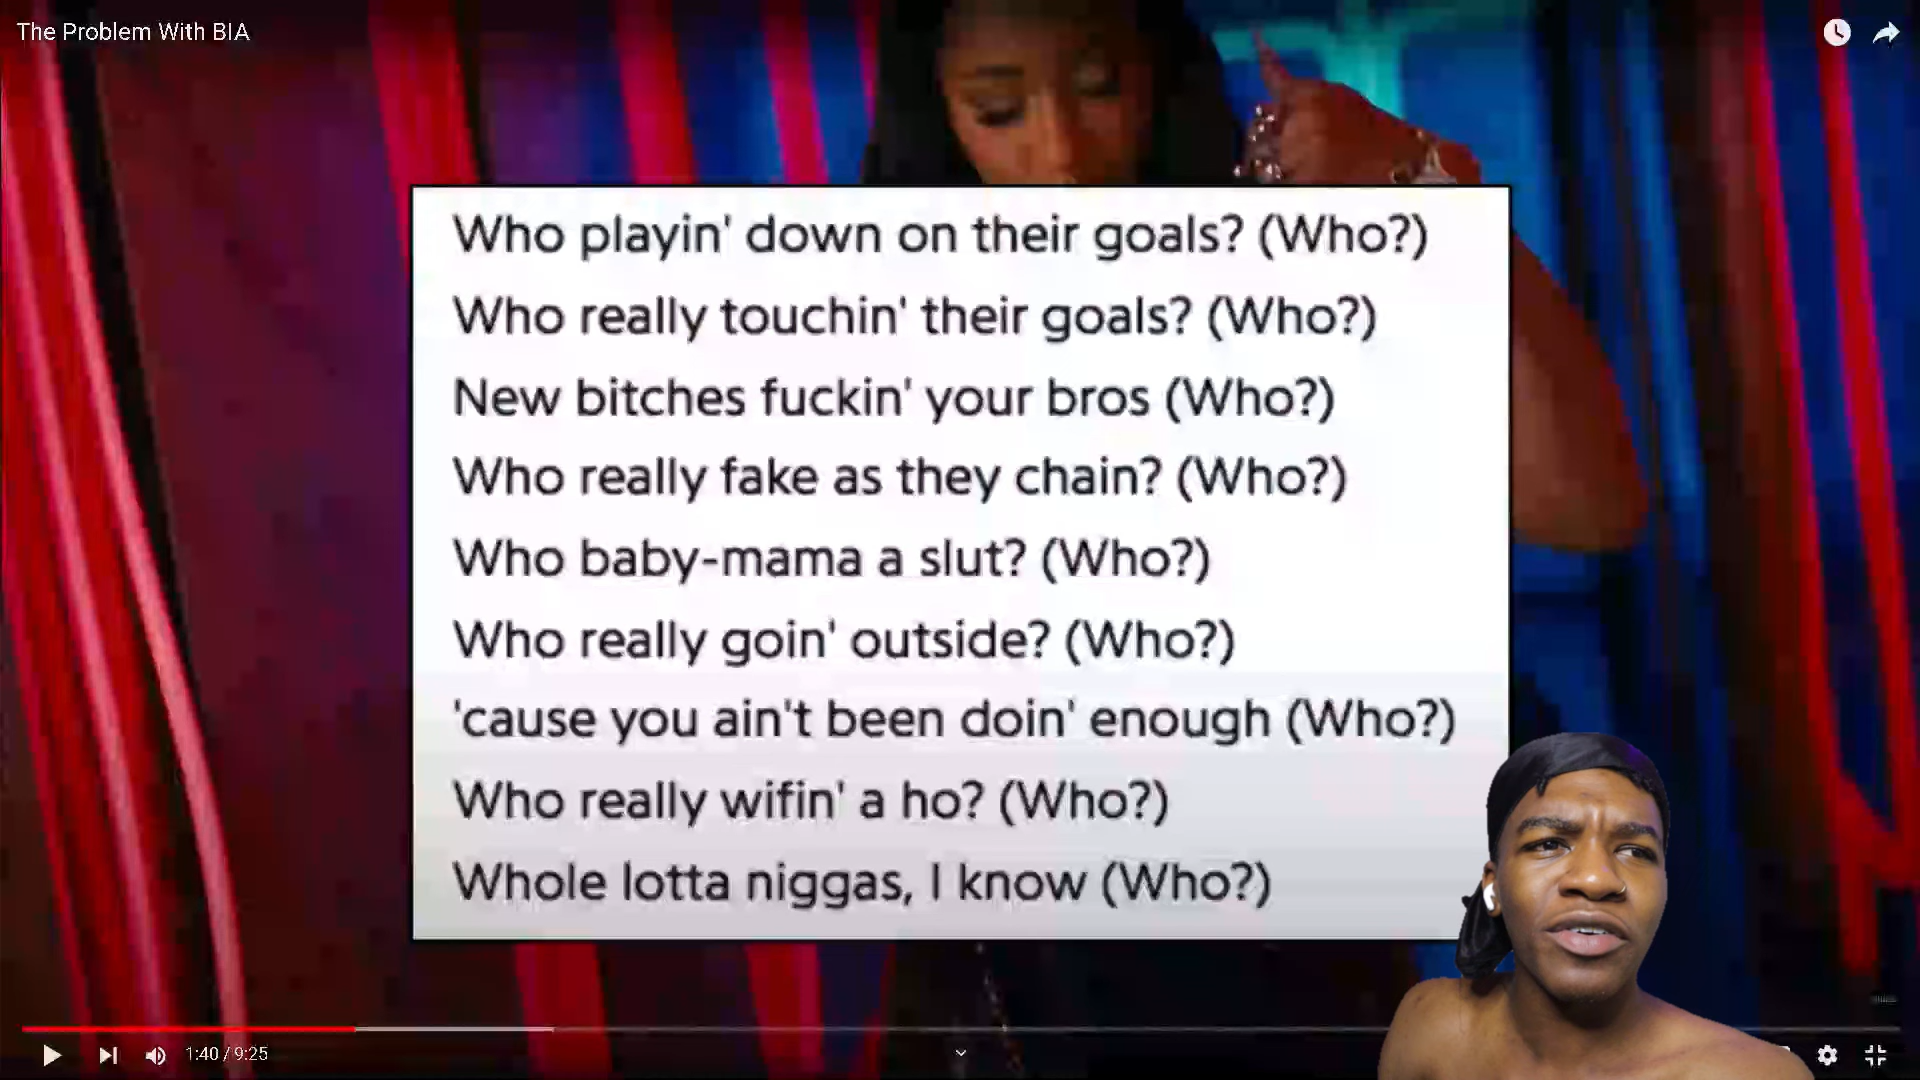 The Problem With BIA
Who playin' down on their goals? (Who?)
Who really touchin' their goals? (Who?)
New bitches fuckin' your bros (Who?)
Who really fake as they chain? (Who?)
Who baby-mama a slut? (Who?)
Who really goin' outside? (Who?)
'cause you ain't been doin' enough (Who?)
Who really wifin' a ho? (Who?)
Whole lotta niggas, I know (Who?)
1:40 / 9:25